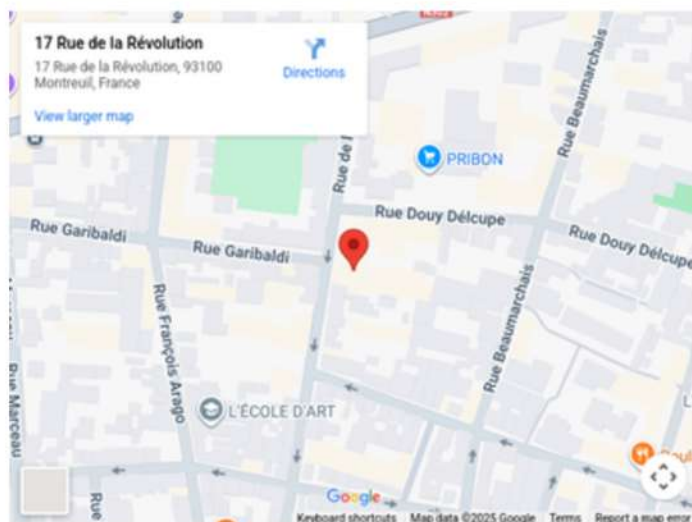 17 Rue de la Révolution
17 Rue de la Révolution, 93100
Montreuil, France
Directions
View larger map
Rue de
Rue Beaumarchais
PRIBON
Rue Douy Délcupe
Rue Garibaldi
Rue Garibaldi
Rue Douy Délcupe
Rue François Arago
Rue Beaumarchais
Rue Marceau
L'ÉCOLE D'ART
Rue
Google
Keyboard shortcuts
Map data ©2025 Google
Terms
Report a map error